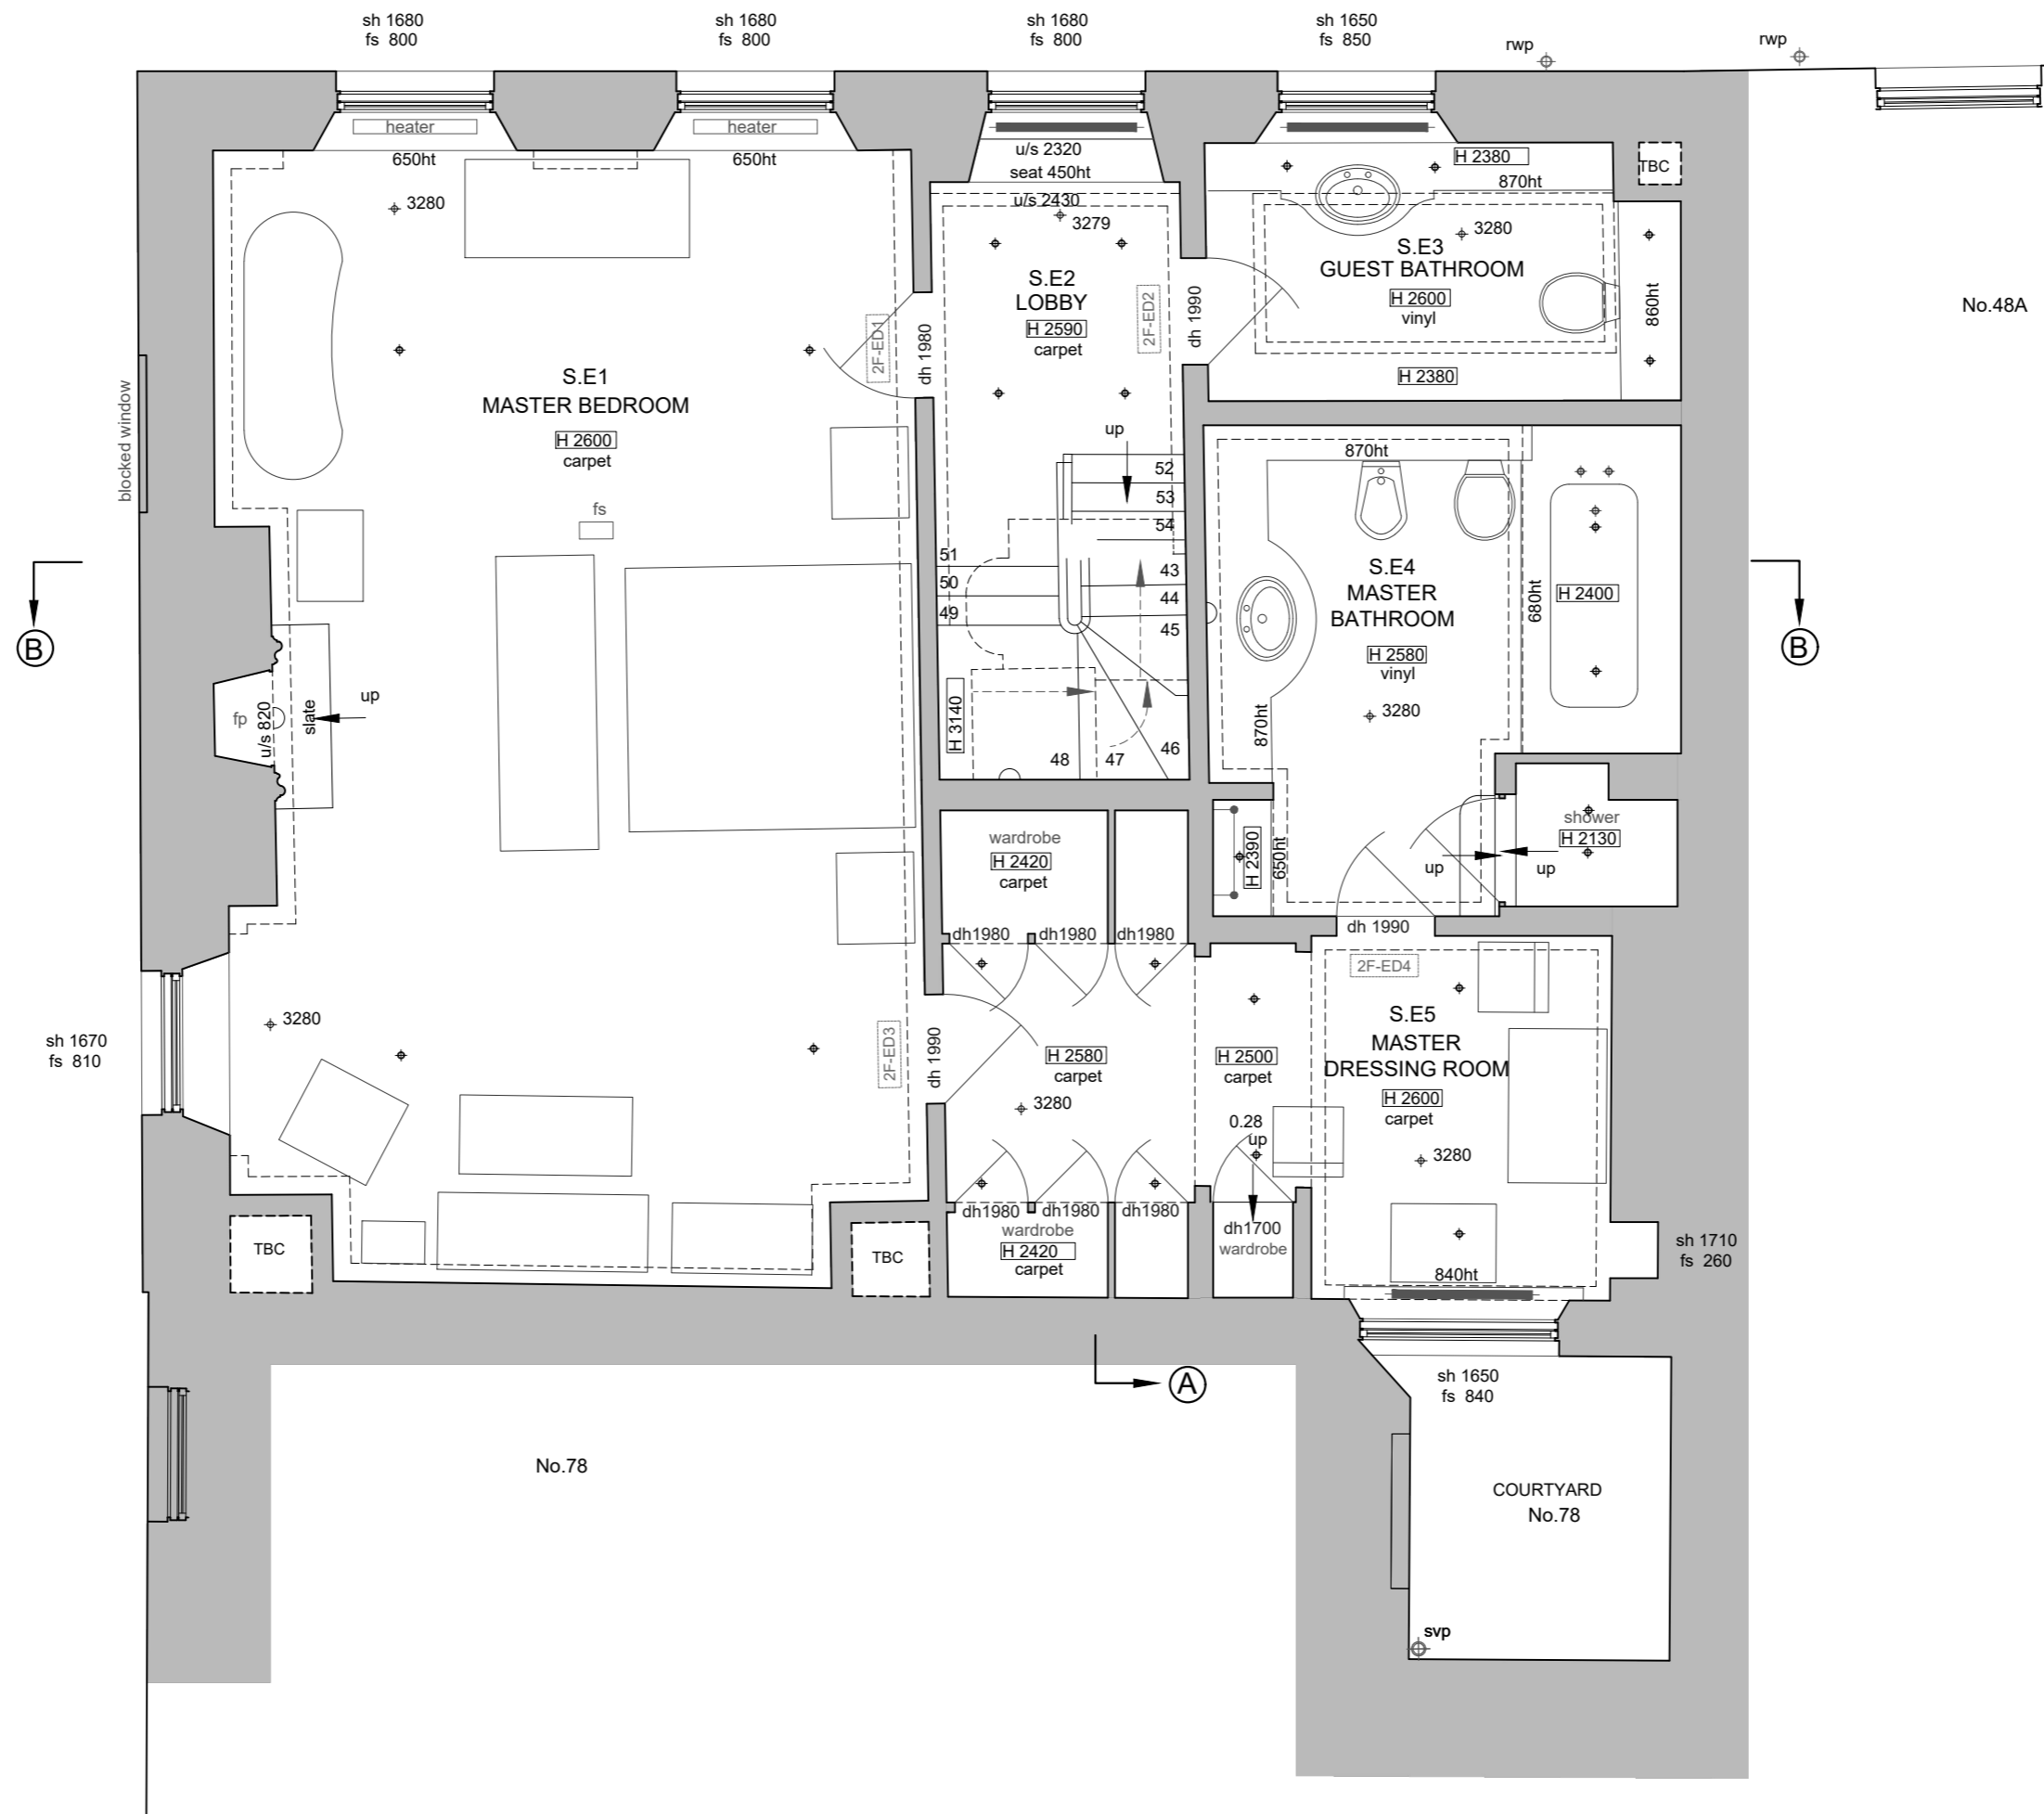 sh 1680
fs 800
sh 1680
fs 800
sh 1680
fs 800
sh 1650
fs 850
rwp
rwp
heater
heater
650ht
650ht
u/s 2320
seat 450ht
u/s 2430
3279
3280
H 2380
870ht
TBC
3280
S.E3
GUEST BATHROOM
H 2600
vinyl
860ht
H 2380
No.48A
S.E2
LOBBY
H 2590
carpet
2F-ED2
dh 1990
2F-ED1
dh 1980
blocked window
S.E1
MASTER BEDROOM
H 2600
carpet
fs
up
52
53
54
51
50
49
43
44
45
46
47
48
H 3140
870ht
S.E4
MASTER
BATHROOM
H 2580
vinyl
3280
680ht
H 2400
870ht
B
B
fp
u/s 820
slate
up
wardrobe
H 2420
carpet
H 2390
650ht
shower
H 2130
up
up
dh1980
dh1980
dh1980
dh 1990
2F-ED4
3280
sh 1670
fs 810
2F-ED3
dh 1990
H 2580
carpet
3280
H 2500
carpet
0.28
up
S.E5
MASTER
DRESSING ROOM
H 2600
carpet
3280
dh1980
dh1980
dh1980
wardrobe
H 2420
carpet
dh1700
wardrobe
TBC
TBC
840ht
sh 1710
fs 260
sh 1650
fs 840
A
No.78
COURTYARD
No.78
svp